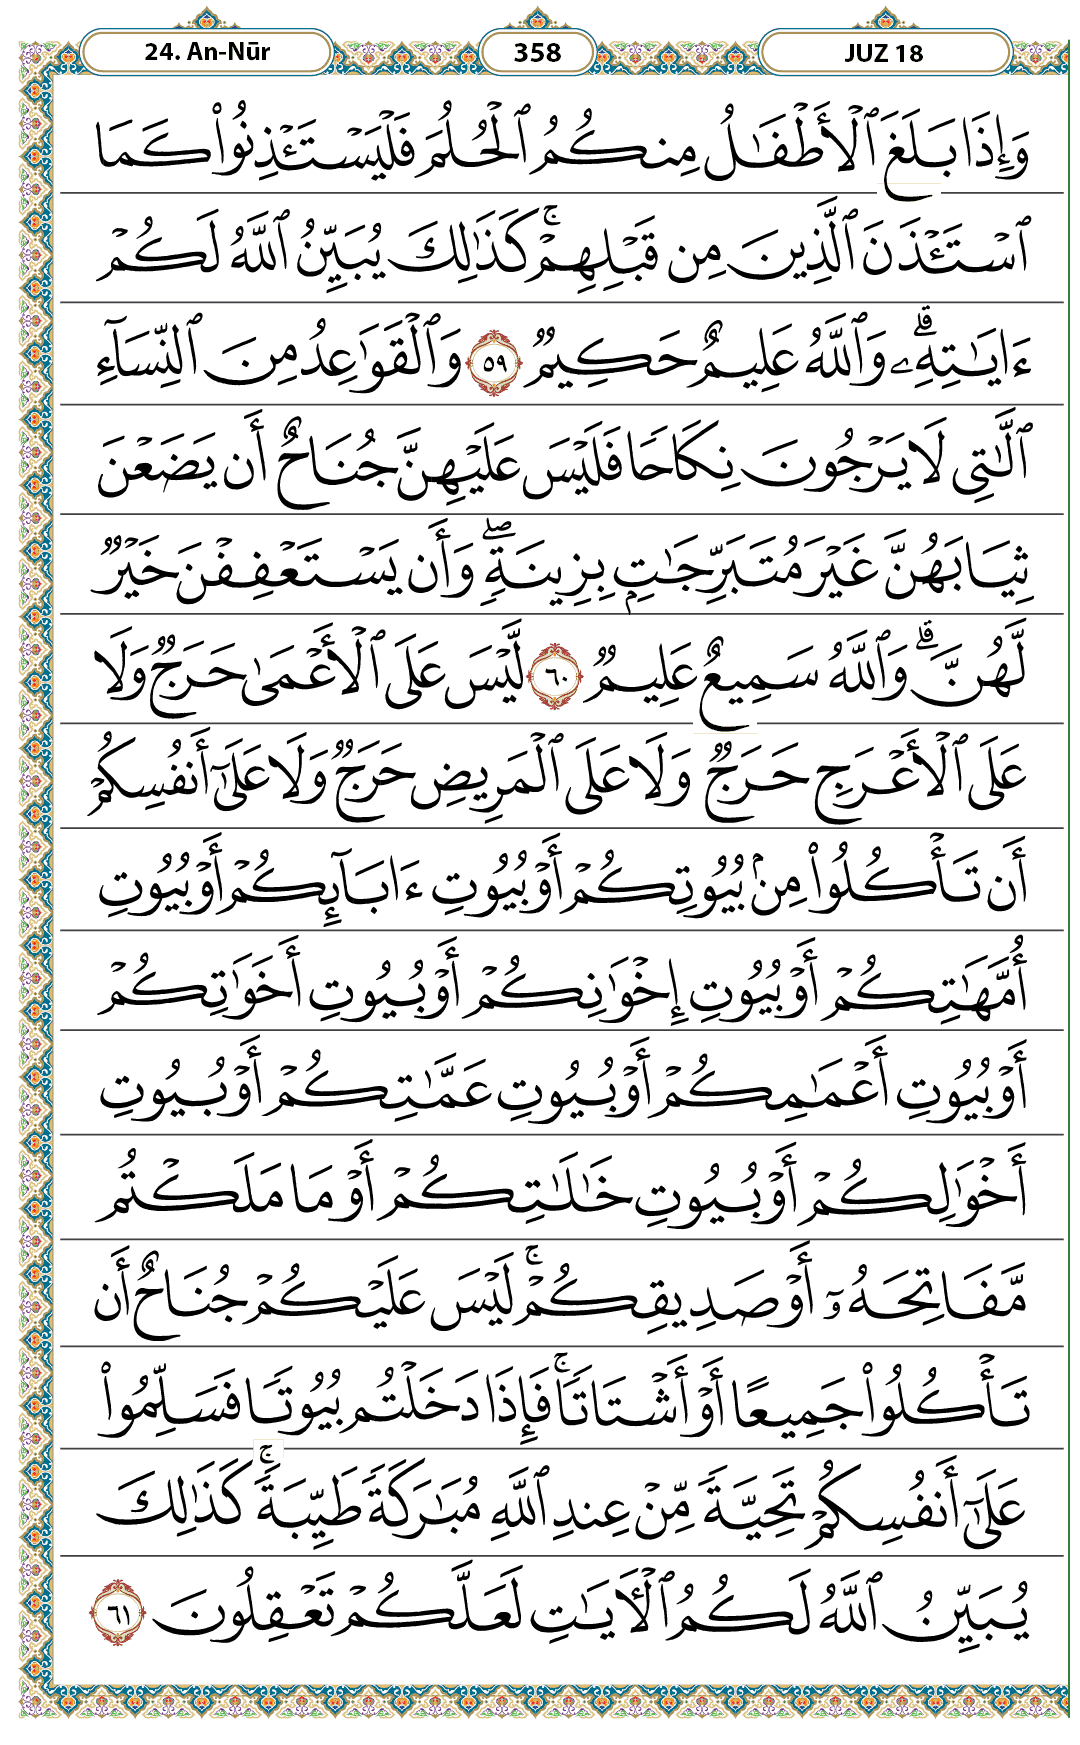 24. An-Nūr 358 JUZ 18
وَإِذَا بَلَغَ ٱلْأَطْفَٰلُ مِنكُمُ ٱلْحُلُمَ فَلْيَسْتَـْٔذِنُوا۟ كَمَا
ٱسْتَـْٔذَنَ ٱلَّذِينَ مِن قَبْلِهِمْ ۚ كَذَٰلِكَ يُبَيِّنُ ٱللَّهُ لَكُمْ
ءَايَٰتِهِۦ ۗ وَٱللَّهُ عَلِيمٌ حَكِيمٌ ٥٩ وَٱلْقَوَٰعِدُ مِنَ ٱلنِّسَآءِ
ٱلَّٰتِى لَا يَرْجُونَ نِكَاحًا فَلَيْسَ عَلَيْهِنَّ جُنَاحٌ أَن يَضَعْنَ
ثِيَابَهُنَّ غَيْرَ مُتَبَرِّجَٰتٍۭ بِزِينَةٍ ۖ وَأَن يَسْتَعْفِفْنَ خَيْرٌ
لَّهُنَّ ۗ وَٱللَّهُ سَمِيعٌ عَلِيمٌ ٦٠ لَّيْسَ عَلَى ٱلْأَعْمَىٰ حَرَجٌ وَلَا
عَلَى ٱلْأَعْرَجِ حَرَجٌ وَلَا عَلَى ٱلْمَرِيضِ حَرَجٌ وَلَا عَلَىٰٓ أَنفُسِكُمْ
أَن تَأْكُلُوا۟ مِنۢ بُيُوتِكُمْ أَوْ بُيُوتِ ءَابَآئِكُمْ أَوْ بُيُوتِ
أُمَّهَٰتِكُمْ أَوْ بُيُوتِ إِخْوَٰنِكُمْ أَوْ بُيُوتِ أَخَوَٰتِكُمْ
أَوْ بُيُوتِ أَعْمَٰمِكُمْ أَوْ بُيُوتِ عَمَّٰتِكُمْ أَوْ بُيُوتِ
أَخْوَٰلِكُمْ أَوْ بُيُوتِ خَٰلَٰتِكُمْ أَوْ مَا مَلَكْتُم
مَّفَاتِحَهُۥٓ أَوْ صَدِيقِكُمْ ۚ لَيْسَ عَلَيْكُمْ جُنَاحٌ أَن
تَأْكُلُوا۟ جَمِيعًا أَوْ أَشْتَاتًا ۚ فَإِذَا دَخَلْتُم بُيُوتًا فَسَلِّمُوا۟
عَلَىٰٓ أَنفُسِكُمْ تَحِيَّةً مِّنْ عِندِ ٱللَّهِ مُبَٰرَكَةً طَيِّبَةً ۚ كَذَٰلِكَ
يُبَيِّنُ ٱللَّهُ لَكُمُ ٱلْـَٔايَٰتِ لَعَلَّكُمْ تَعْقِلُونَ ٦١